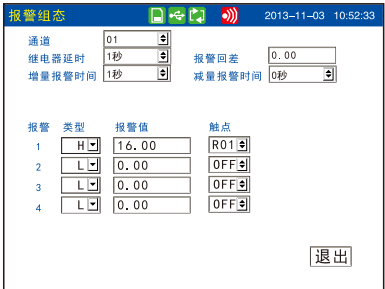 报警组态 2013-11-03 10:52:33
通道 01
继电器延时 1秒 报警回差 0.00
增量报警时间 1秒 减量报警时间 0秒
报警 类型 报警值 触点
1 H 16.00 R01
2 L 0.00 OFF
3 L 0.00 OFF
4 L 0.00 OFF
退出